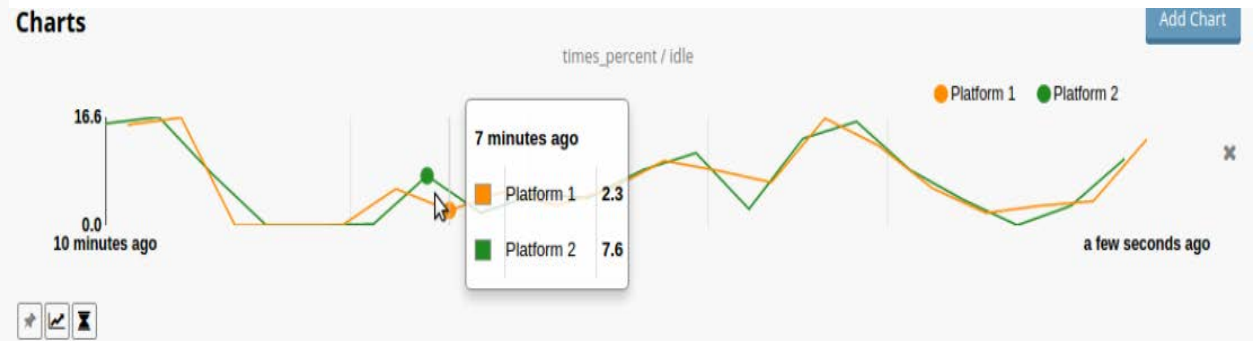 Charts
Add Chart
times_percent / idle
Platform 1 Platform 2
16.6
7 minutes ago
Platform 1 2.3
Platform 2 7.6
0.0
10 minutes ago
a few seconds ago